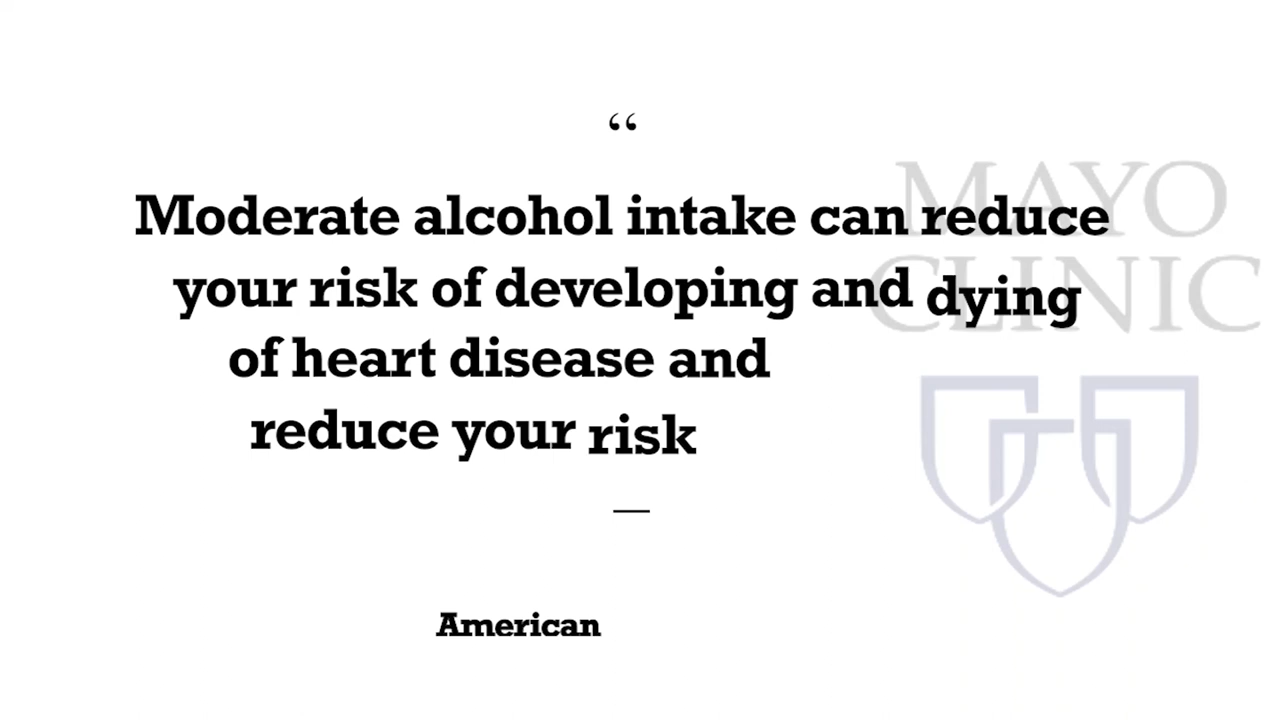 “
Moderate alcohol intake can reduce
your risk of developing and dying
of heart disease and
reduce your risk
—
American
MAYO
CLINIC